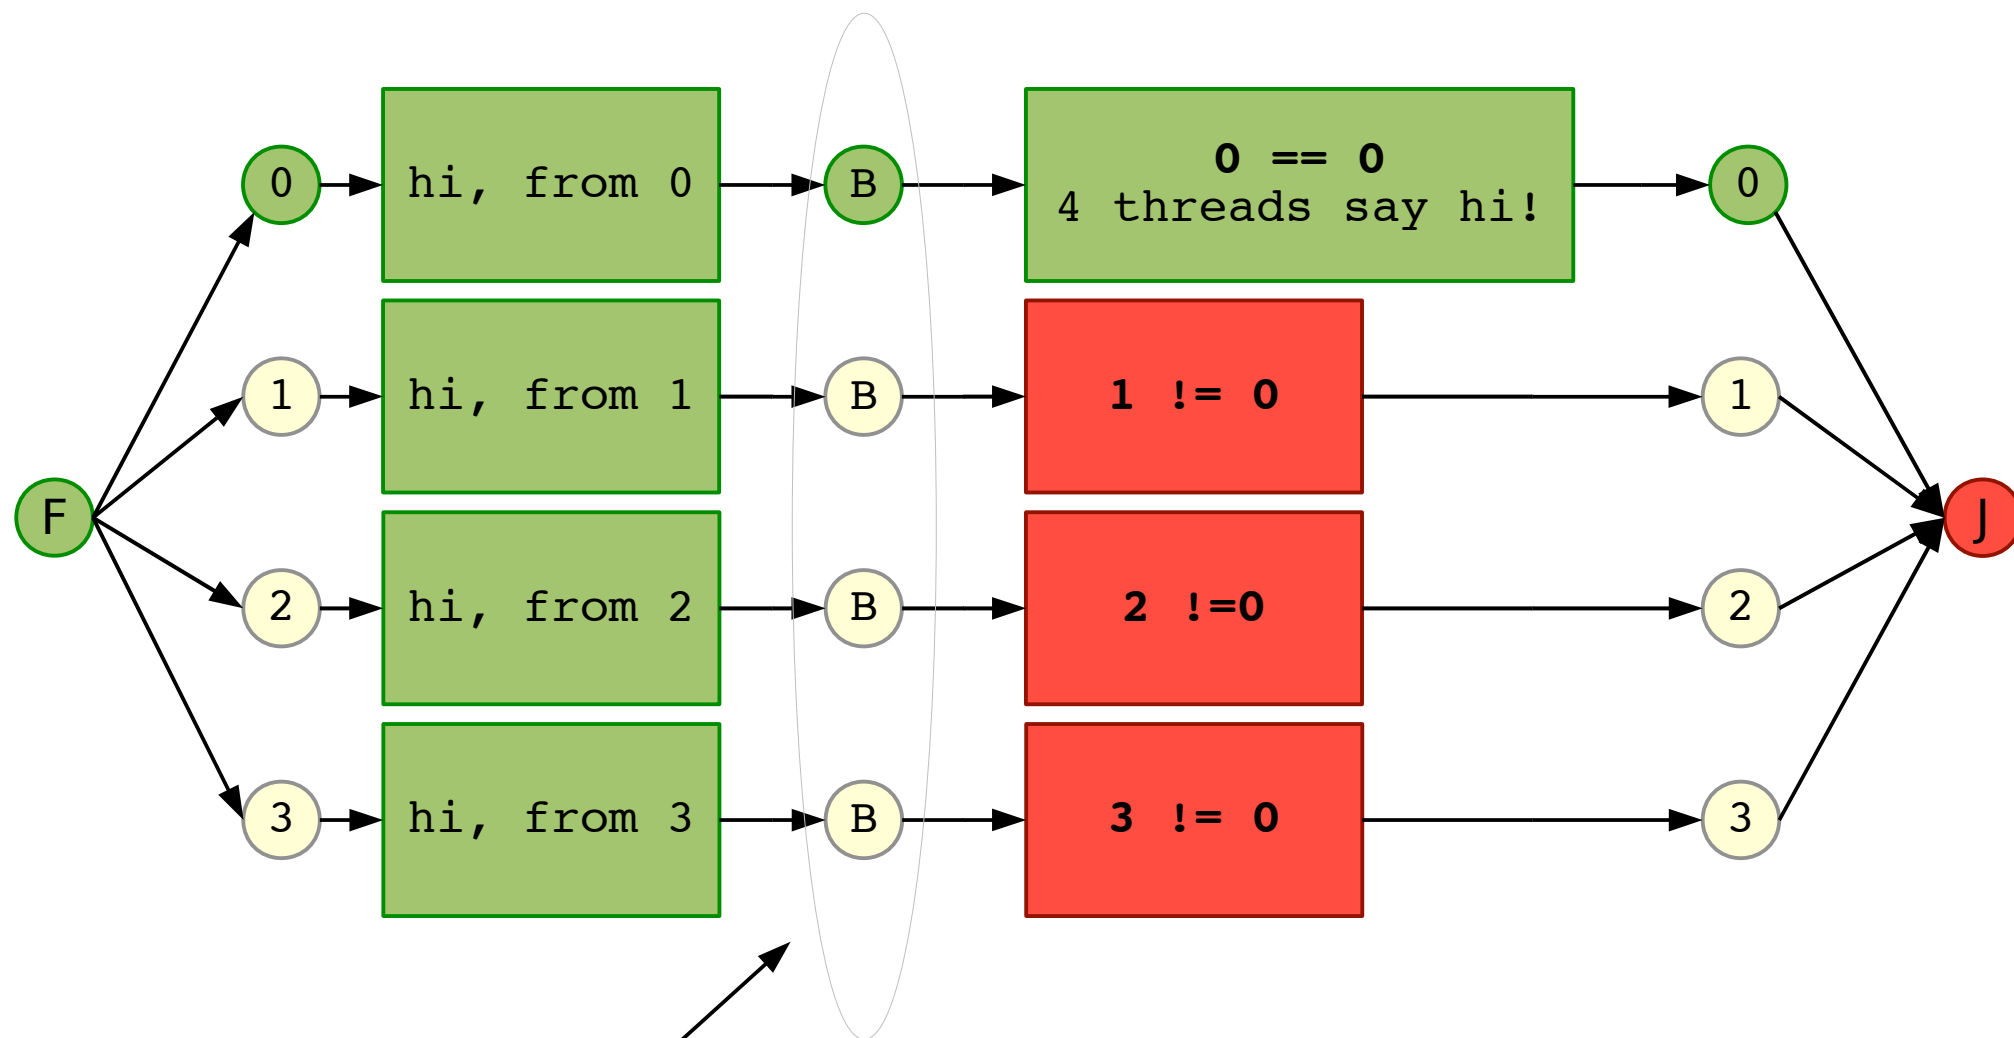 0
hi, from 0
B
0 == 0
4 threads say hi!
0
1
hi, from 1
B
1 != 0
1
F
J
2
hi, from 2
B
2 !=0
2
3
hi, from 3
B
3 != 0
3